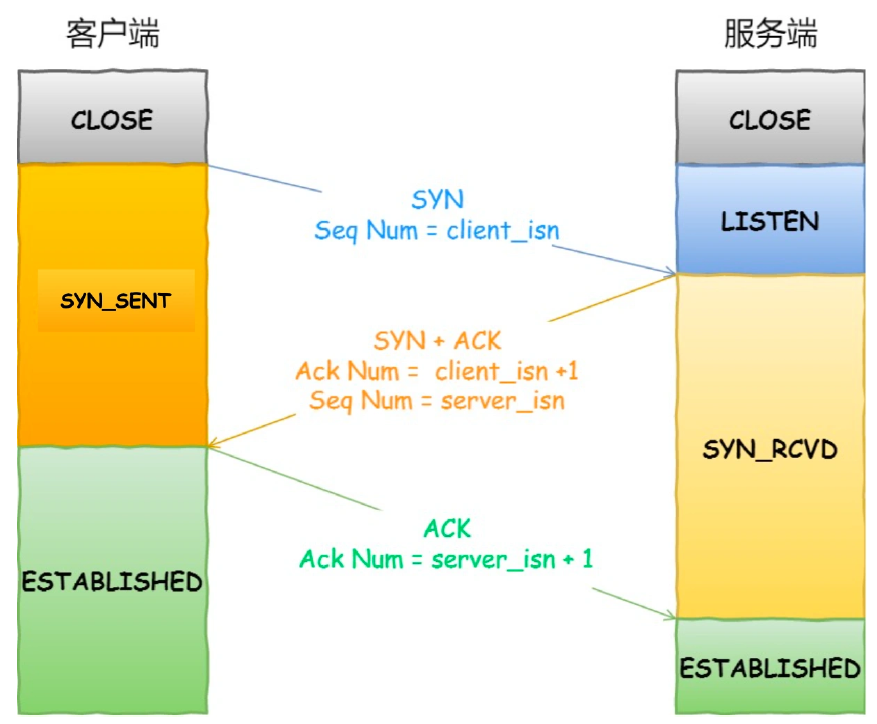 客户端
服务端
CLOSE
CLOSE
SYN
Seq Num = client_isn
LISTEN
SYN_SENT
SYN + ACK
Ack Num = client_isn +1
Seq Num = server_isn
SYN_RCVD
ACK
Ack Num = server_isn + 1
ESTABLISHED
ESTABLISHED